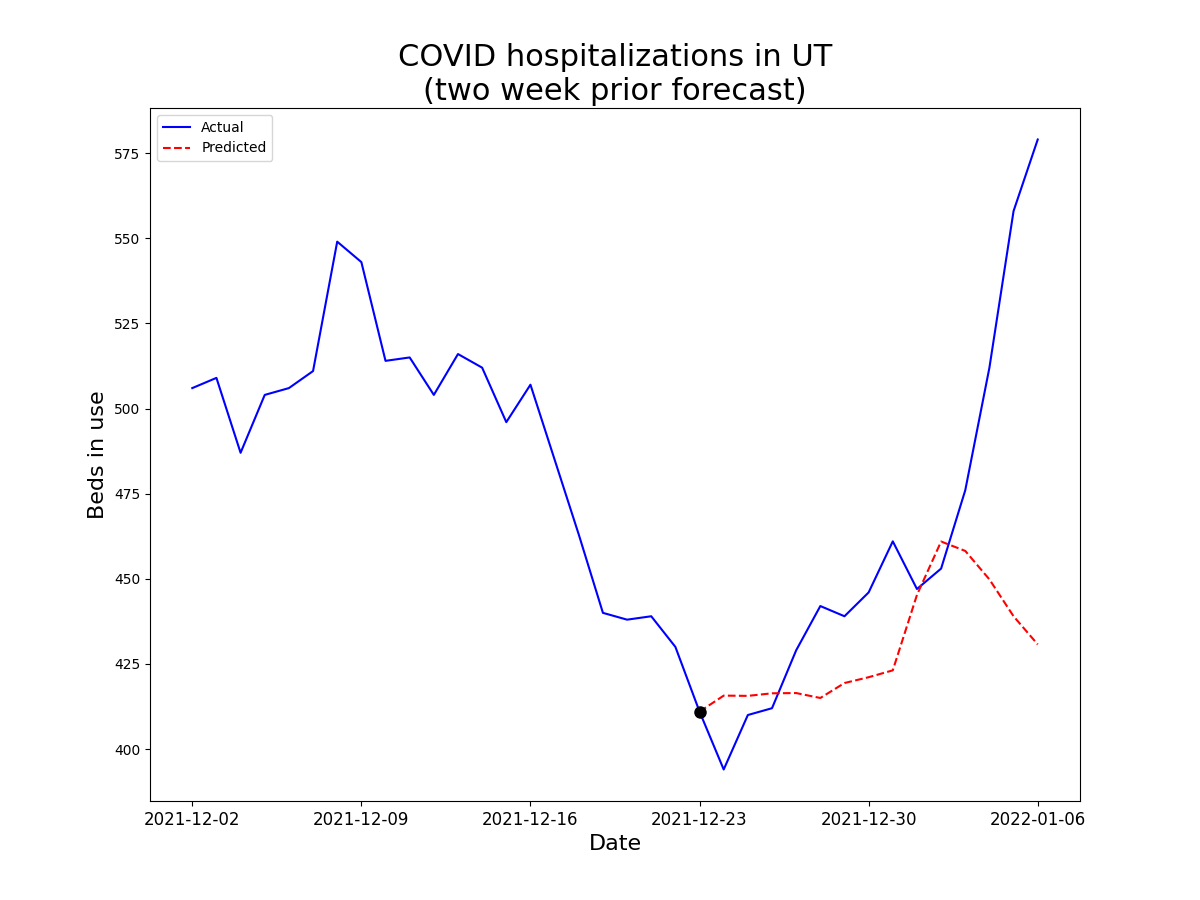 COVID hospitalizations in UT
(two week prior forecast)
Actual
Predicted
575
550
525
500
475
450
425
400
Beds in use
2021-12-02 2021-12-09 2021-12-16 2021-12-23 2021-12-30 2022-01-06
Date